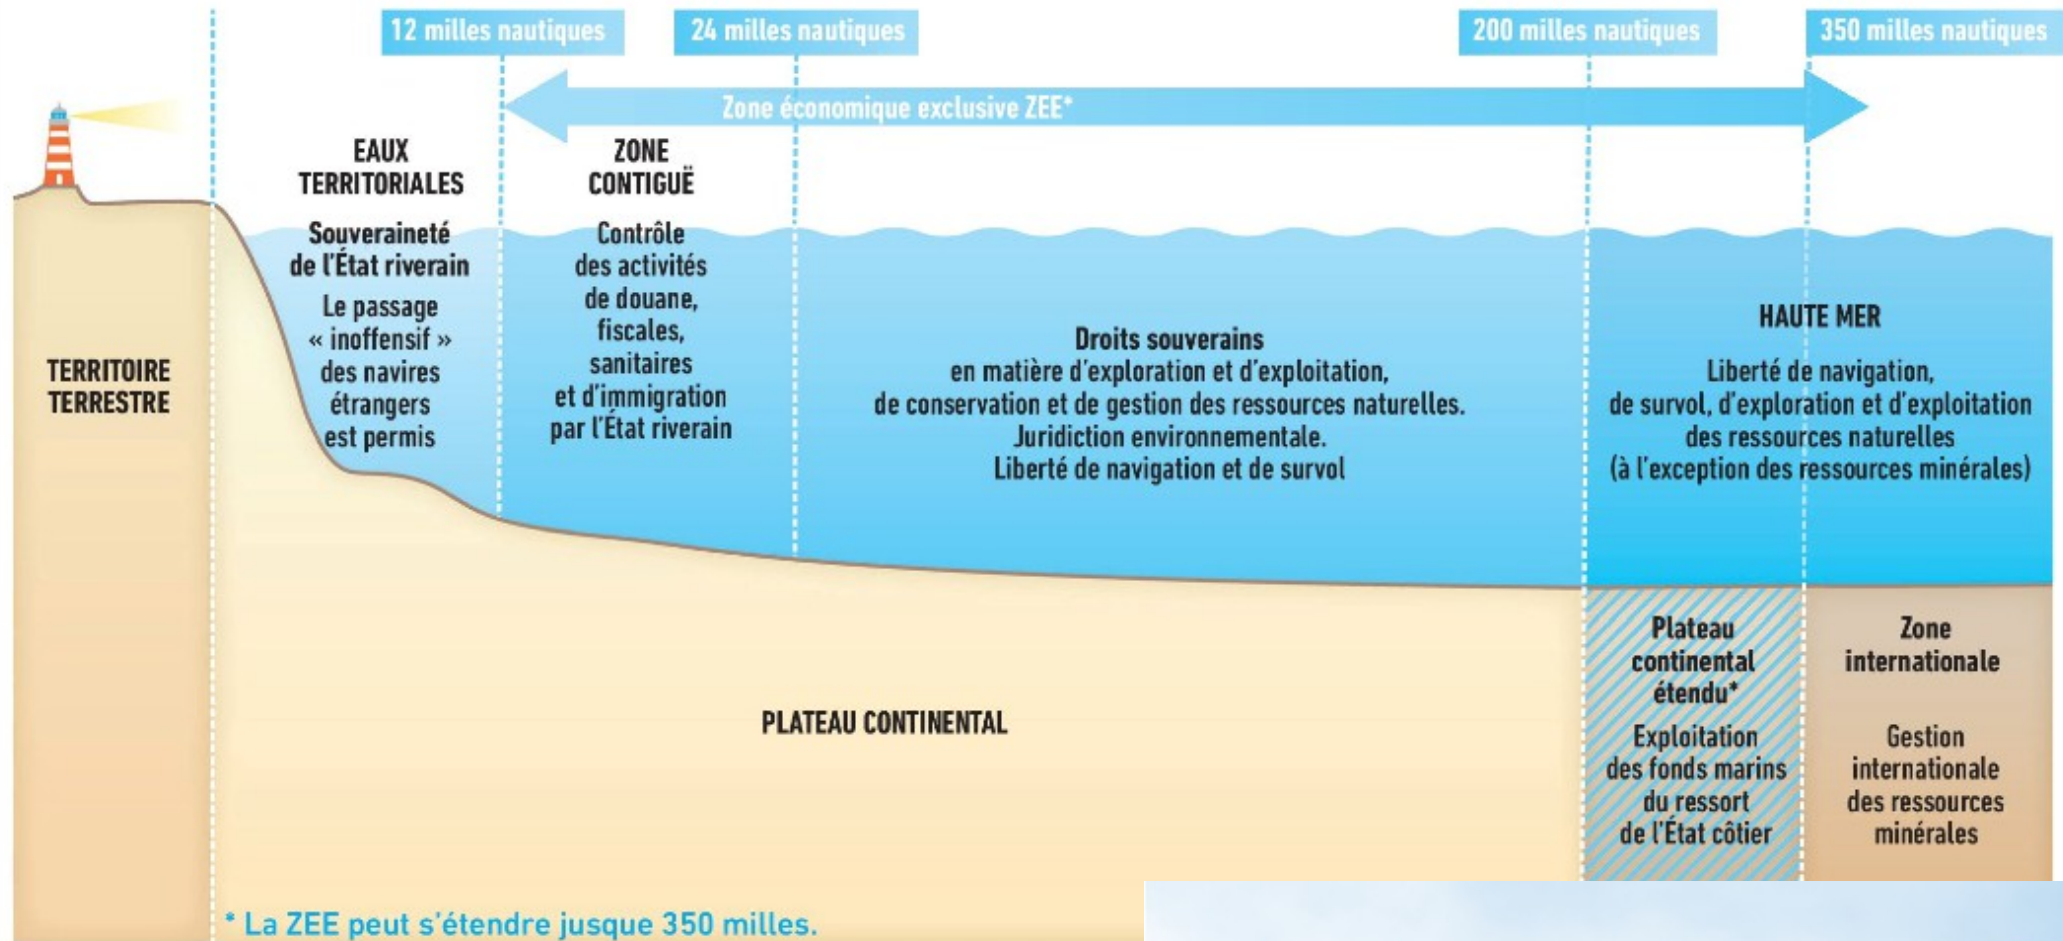 12 milles nautiques
24 milles nautiques
200 milles nautiques
350 milles nautiques
Zone économique exclusive ZEE*
EAUX
TERRITORIALES
Souveraineté
de l'État riverain
Le passage
« inoffensif »
des navires
étrangers
est permis
ZONE
CONTIGUË
Contrôle
des activités
de douane,
fiscales,
sanitaires
et d'immigration
par l'État riverain
Droits souverains
en matière d'exploration et d'exploitation,
de conservation et de gestion des ressources naturelles.
Juridiction environnementale.
Liberté de navigation et de survol
HAUTE MER
Liberté de navigation,
de survol, d'exploration et d'exploitation
des ressources naturelles
(à l'exception des ressources minérales)
TERRITOIRE
TERRESTRE
PLATEAU CONTINENTAL
Plateau
continental
étendu*
Exploitation
des fonds marins
du ressort
de l'État côtier
Zone
internationale
Gestion
internationale
des ressources
minérales
* La ZEE peut s'étendre jusque 350 milles.